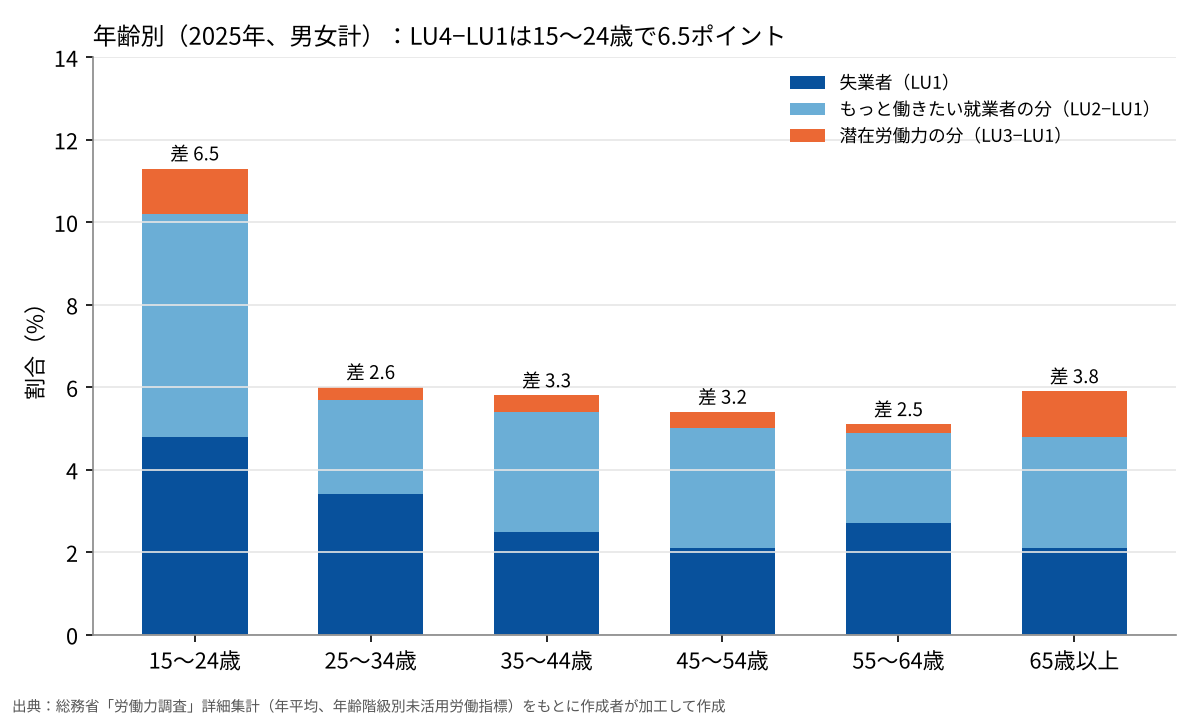 年齢別（2025年、男女計）：LU4−LU1は15〜24歳で6.5ポイント
14
12
10
8
6
4
2
0
割合（%）
失業者（LU1）
もっと働きたい就業者の分（LU2−LU1）
潜在労働力の分（LU3−LU1）
差 6.5
差 2.6
差 3.3
差 3.2
差 2.5
差 3.8
15〜24歳
25〜34歳
35〜44歳
45〜54歳
55〜64歳
65歳以上
出典：総務省「労働力調査」詳細集計（年平均、年齢階級別未活用労働指標）をもとに作成者が加工して作成